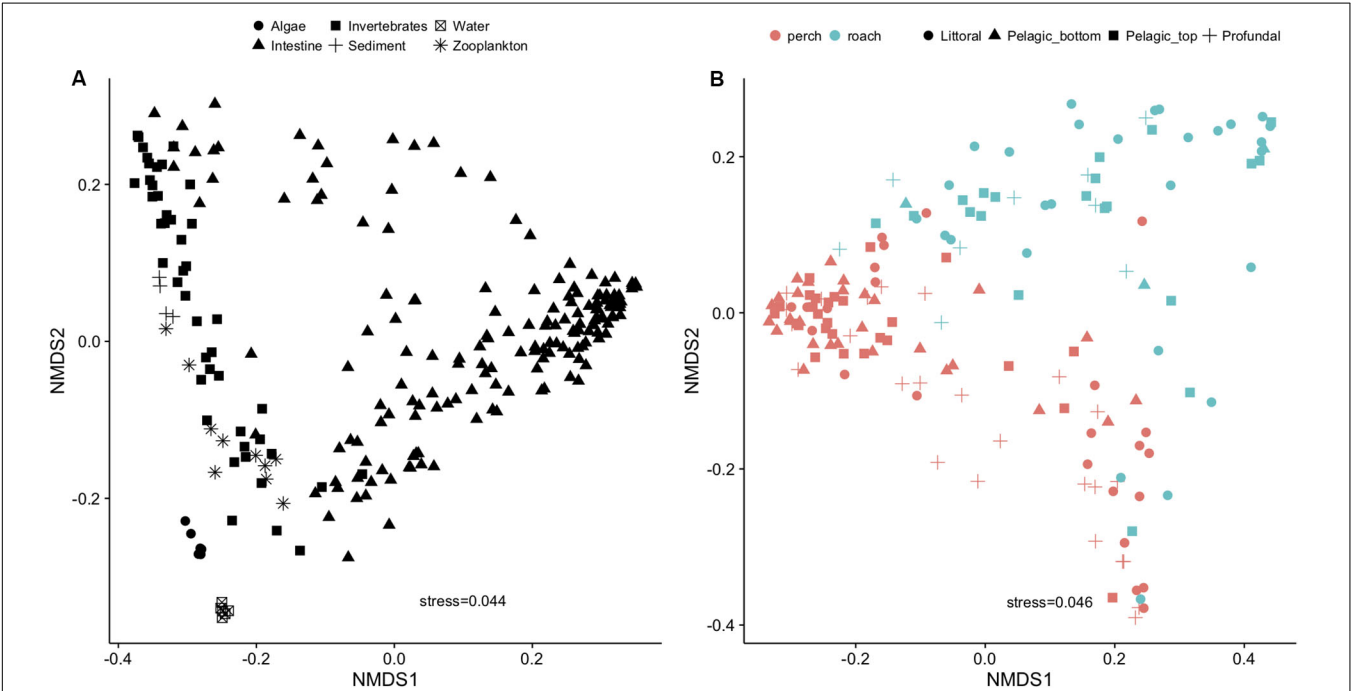 Algae Invertebrates Water
Intestine Sediment Zooplankton
A
NMDS2
0.2
0.0
-0.2
stress=0.044
-0.4 -0.2 0.0 0.2
NMDS1
perch roach Littoral Pelagic_bottom Pelagic_top Profundal
B
NMDS2
0.2
0.0
-0.2
-0.4
stress=0.046
-0.2 0.0 0.2 0.4
NMDS1